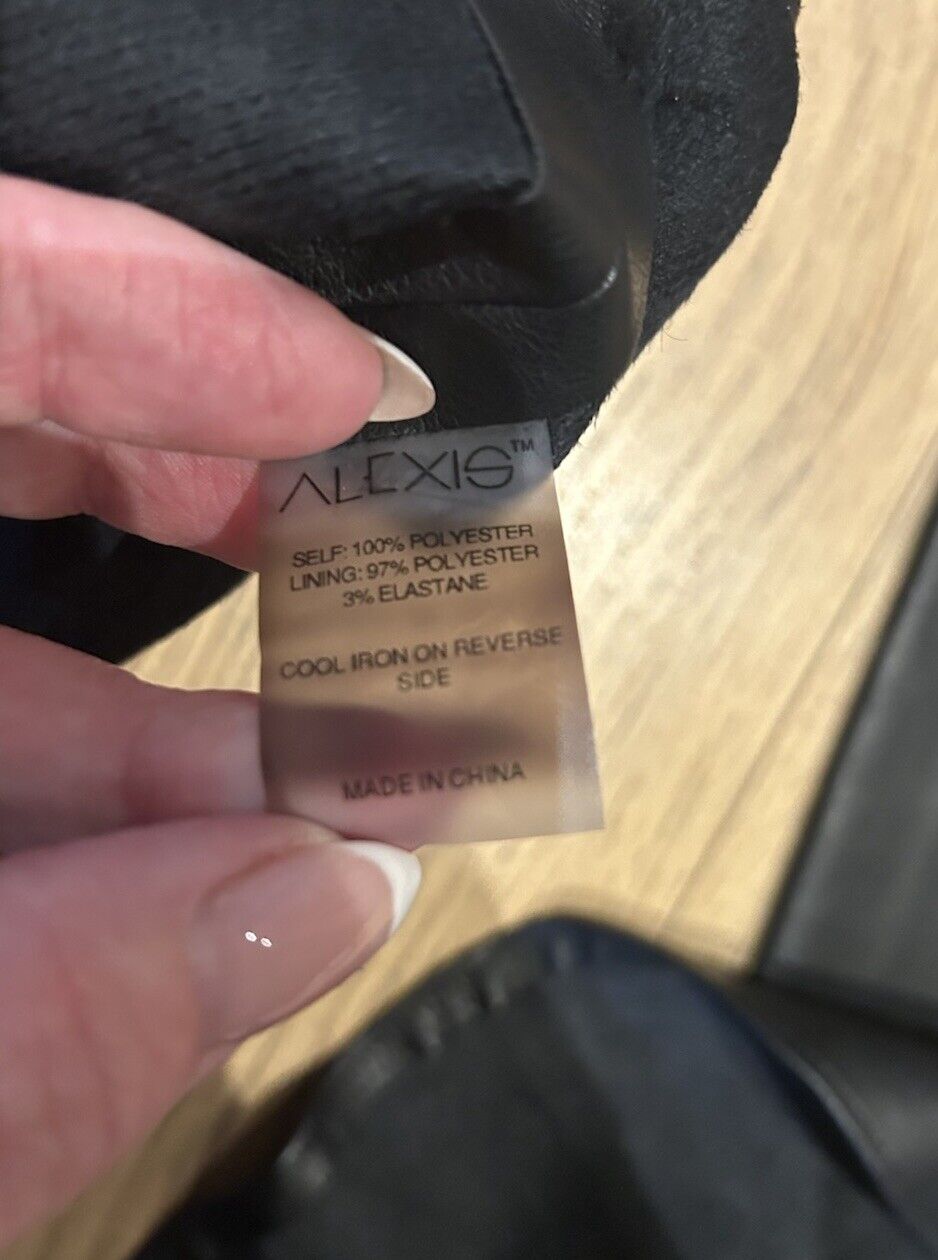 ALEXIS™
SELF: 100% POLYESTER
LINING: 97% POLYESTER
3% ELASTANE
COOL IRON ON REVERSE
SIDE
MADE IN CHINA